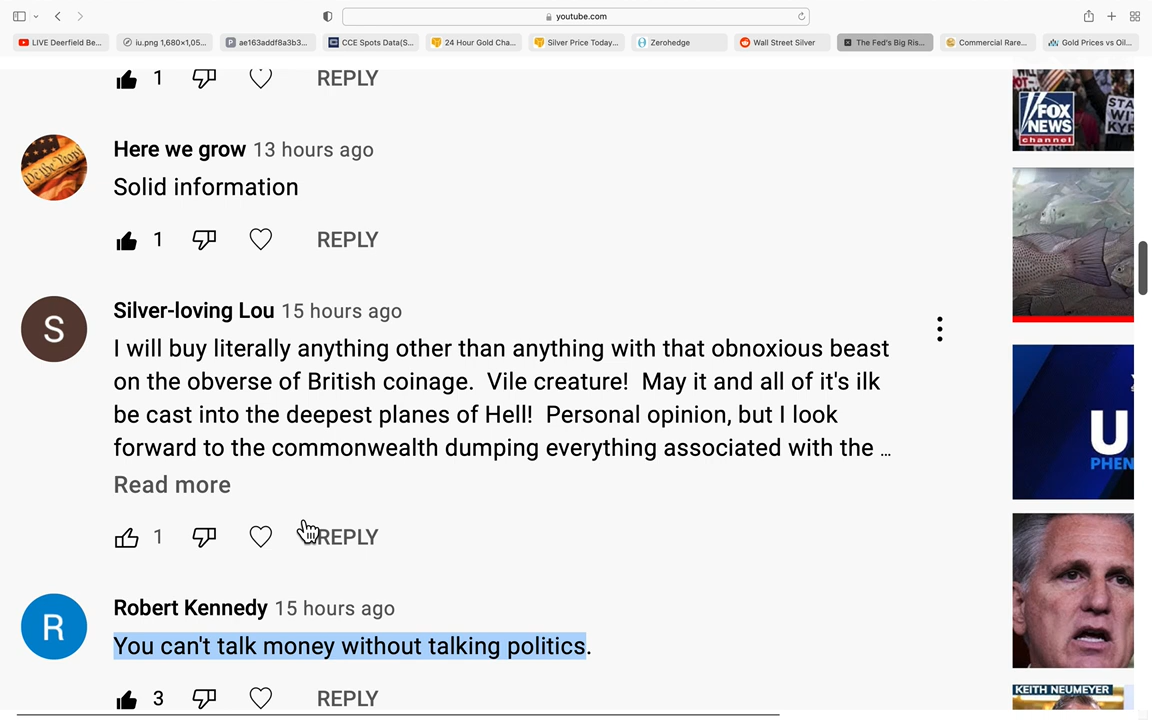 youtube.com
LIVE Deerfield Be...
iu.png 1,680×1,05...
ae163addf8a3b3...
CCE Spots Data(S...
24 Hour Gold Cha...
Silver Price Today...
Zerohedge
Wall Street Silver
The Fed's Big Ris...
Commercial Rare...
Gold Prices vs Oil...
1 REPLY
FOX
NEWS
channel
Here we grow 13 hours ago
Solid information
1 REPLY
S
Silver-loving Lou 15 hours ago
I will buy literally anything other than anything with that obnoxious beast
on the obverse of British coinage.  Vile creature!  May it and all of it's ilk
be cast into the deepest planes of Hell!  Personal opinion, but I look
forward to the commonwealth dumping everything associated with the ...
Read more
1 REPLY
U
PHEN
R
Robert Kennedy 15 hours ago
You can't talk money without talking politics.
3 REPLY
KEITH NEUMEYER